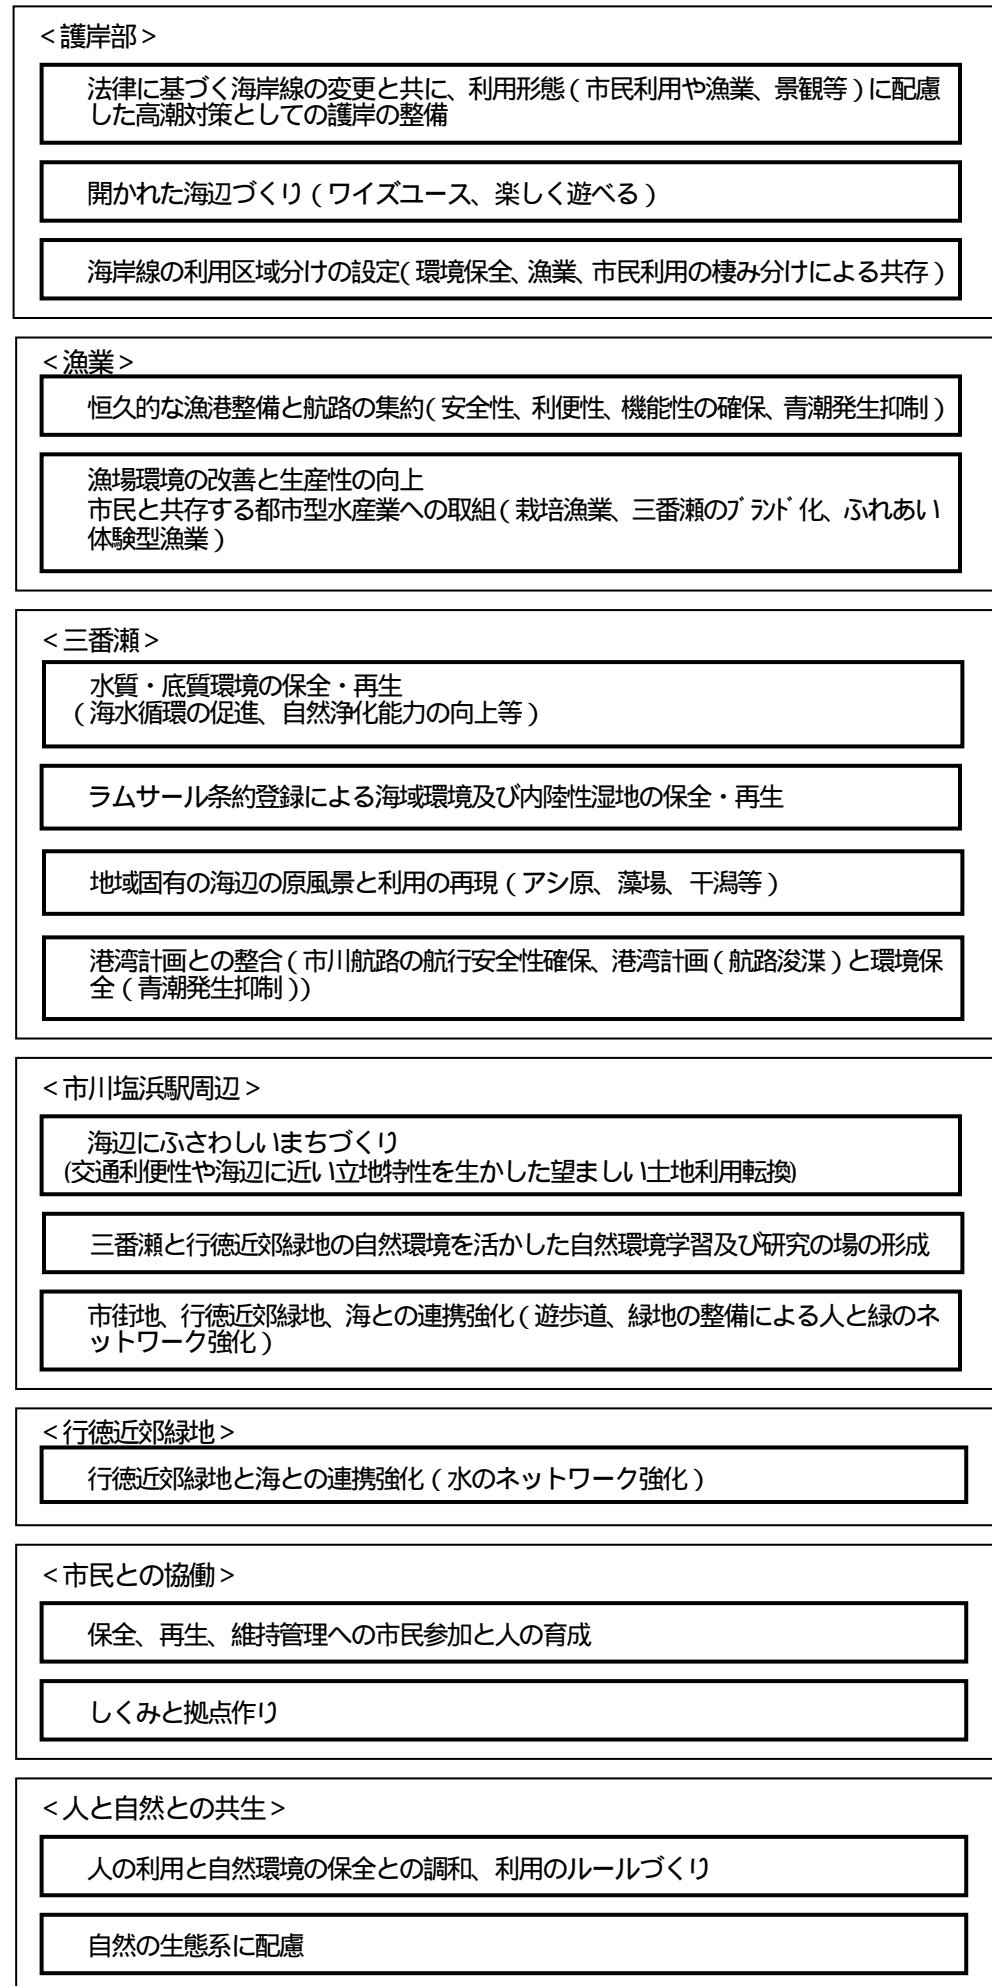 <護岸部>
法律に基づく海岸線の変更と共に、利用形態(市民利用や漁業、景観等)に配慮
した高潮対策としての護岸の整備
開かれた海辺づくり(ワイズユース、楽しく遊べる)
海岸線の利用区域分けの設定(環境保全、漁業、市民利用の棲み分けによる共存)
<漁業>
恒久的な漁港整備と航路の集約(安全性、利便性、機能性の確保、青潮発生抑制)
漁場環境の改善と生産性の向上
市民と共存する都市型水産業への取組(栽培漁業、三番瀬のブランド化、ふれあい
体験型漁業)
<三番瀬>
水質・底質環境の保全・再生
(海水循環の促進、自然浄化能力の向上等)
ラムサール条約登録による海域環境及び内陸性湿地の保全・再生
地域固有の海辺の原風景と利用の再現(アシ原、藻場、干潟等)
港湾計画との整合(市川航路の航行安全性確保、港湾計画(航路浚渫)と環境保
全(青潮発生抑制))
<市川塩浜駅周辺>
海辺にふさわしいまちづくり
(交通利便性や海辺に近い立地特性を生かした望ましい土地利用転換)
三番瀬と行徳近郊緑地の自然環境を活かした自然環境学習及び研究の場の形成
市街地、行徳近郊緑地、海との連携強化(遊歩道、緑地の整備による人と緑のネ
ットワーク強化)
<行徳近郊緑地>
行徳近郊緑地と海との連携強化(水のネットワーク強化)
<市民との協働>
保全、再生、維持管理への市民参加と人の育成
しくみと拠点作り
<人と自然との共生>
人の利用と自然環境の保全との調和、利用のルールづくり
自然の生態系に配慮